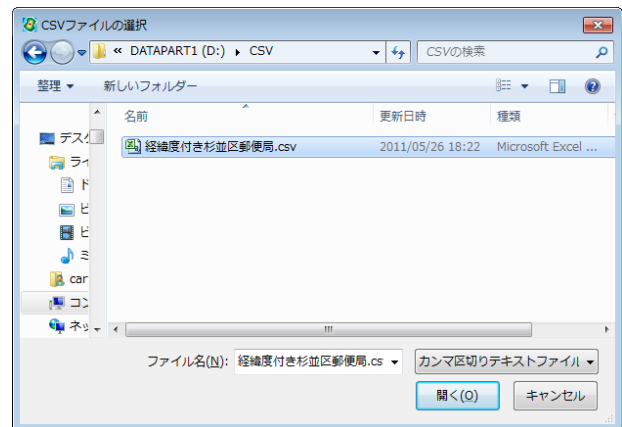 CSVファイルの選択
« DATAPART1 (D:) ▸ CSV
CSVの検索
整理 ▼ 新しいフォルダー
名前 更新日時 種類
経緯度付き杉並区郵便局.csv 2011/05/26 18:22 Microsoft Excel ...
デスク
ライ
ド
ピ
ビ
ミ
car
コン
ネッ
ファイル名(N): 経緯度付き杉並区郵便局.cs
カンマ区切りテキストファイル
開く(O) キャンセル